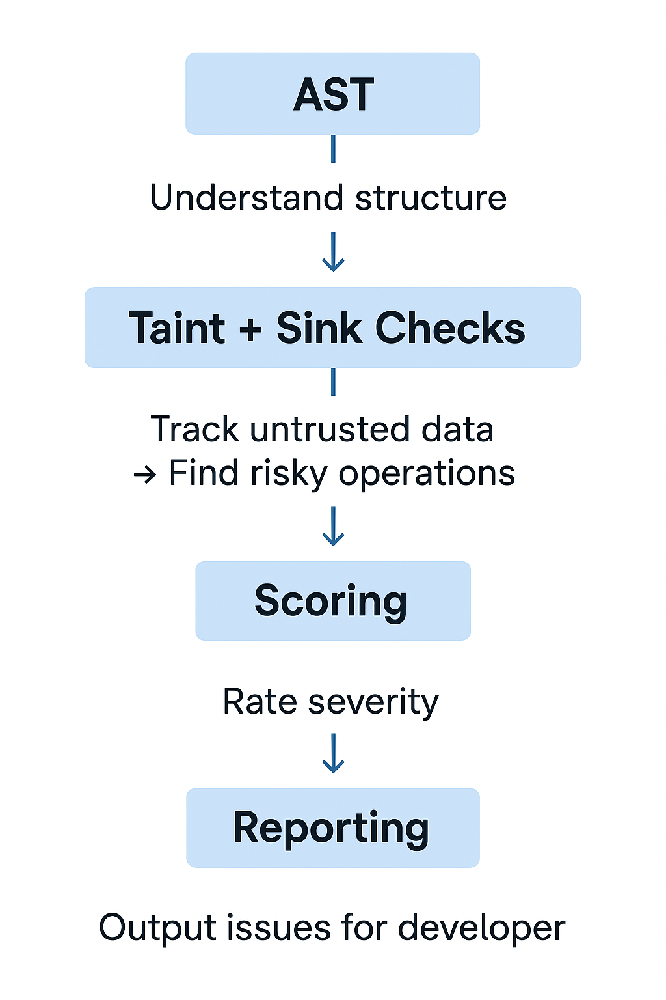 AST
Understand structure
Taint + Sink Checks
Track untrusted data
→ Find risky operations
Scoring
Rate severity
Reporting
Output issues for developer